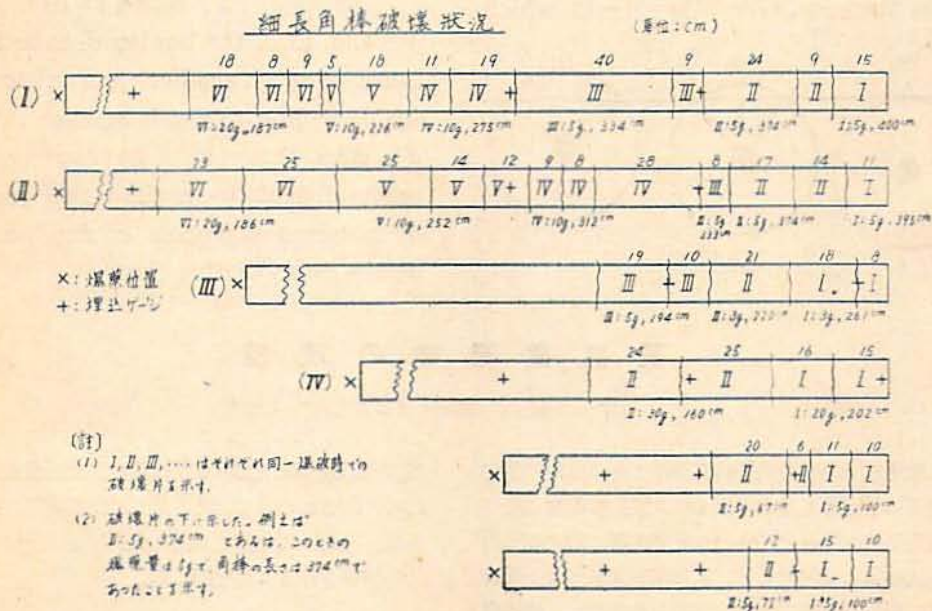 細長角棒破壊狀況
(単位:cm)
18 8 9 5 18 11 19 40 9 24 9 15
(I) × + VI VI VI V V IV IV + III III + II II I
VI:20g,187cm V:10g,226cm IV:10g,275cm III:5g,334cm II:5g,374cm I:5g,400cm
23 25 25 14 12 9 8 28 8 17 14 11
(II) × + VI VI V V V+ IV IV IV + III II II I
VI:20g,186cm V:10g,252cm IV:10g,312cm III:5g 333cm II:5g,374cm I:5g,395cm
19 10 21 18 8
×:爆薬位置
+:埋込ゲージ
(III) × III + III II I + I
III:5g,194cm II:3g,220cm I:3g,261cm
24 25 16 15
(IV) × + II + II I I +
II:30g,160cm I:20g,202cm
[註]
(1) I,II,III,....はそれぞれ同一爆破時での
破壊片を示す。
(2) 破壊片の下に示した。例えば
II:5g,374cm とあるは、このときの
爆薬量は5gで、角棒の長さは374cmで
あったことを示す。
20 6 11 10
× + + II +II I I
II:5g,67cm I:5g,100cm
12 15 10
× + + II + I I
II:5g,72cm I:5g,100cm